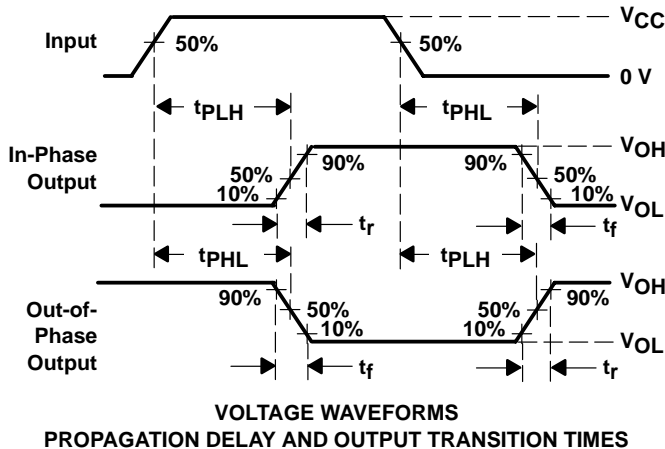 VCC
Input
50%
50%
0 V
tPLH
tPHL
In-Phase
Output
VOH
90%
90%
50%
50%
10%
10%
VOL
tr
tf
tPHL
tPLH
Out-of-
Phase
Output
VOH
90%
90%
50%
50%
10%
10%
VOL
tf
tr
VOLTAGE WAVEFORMS
PROPAGATION DELAY AND OUTPUT TRANSITION TIMES